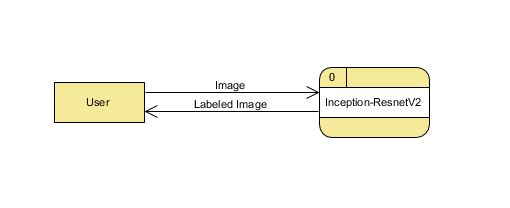 0
Image
User
Labeled Image
Inception-ResnetV2